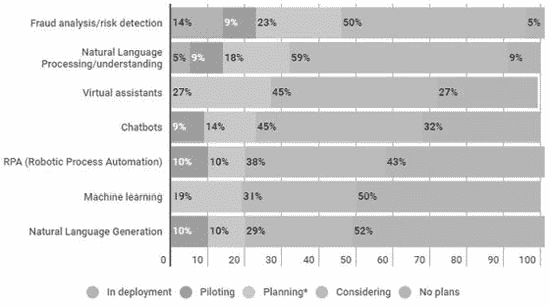 Fraud analysis/risk detection
14% 9% 23% 50% 5%
Natural Language
Processing/understanding
5% 9% 18% 59% 9%
Virtual assistants
27% 45% 27%
Chatbots
9% 14% 45% 32%
RPA (Robotic Process Automation)
10% 10% 38% 43%
Machine learning
19% 31% 50%
Natural Language Generation
10% 10% 29% 52%
0 10 20 30 40 50 60 70 80 90 100
In deployment Piloting Planning* Considering No plans